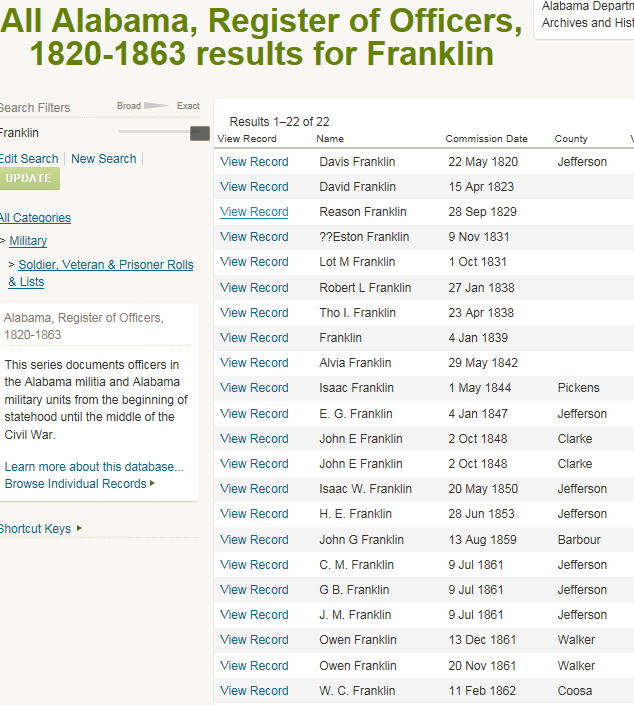 All Alabama, Register of Officers,
1820-1863 results for Franklin
Alabama Departm
Archives and Hist
Search Filters
Broad Exact
Franklin
Edit Search New Search
UPDATE
All Categories
> Military
> Soldier, Veteran & Prisoner Rolls
& Lists
Alabama, Register of Officers,
1820-1863
This series documents officers in
the Alabama militia and Alabama
military units from the beginning of
statehood until the middle of the
Civil War.
Learn more about this database...
Browse Individual Records
Shortcut Keys
Results 1–22 of 22
View Record Name Commission Date County V
View Record Davis Franklin 22 May 1820 Jefferson
View Record David Franklin 15 Apr 1823
View Record Reason Franklin 28 Sep 1829
View Record ??Eston Franklin 9 Nov 1831
View Record Lot M Franklin 1 Oct 1831
View Record Robert L Franklin 27 Jan 1838
View Record Tho I. Franklin 23 Apr 1838
View Record Franklin 4 Jan 1839
View Record Alvia Franklin 29 May 1842
View Record Isaac Franklin 1 May 1844 Pickens
View Record E. G. Franklin 4 Jan 1847 Jefferson
View Record John E Franklin 2 Oct 1848 Clarke
View Record John E Franklin 2 Oct 1848 Clarke
View Record Isaac W. Franklin 20 May 1850 Jefferson
View Record H. E. Franklin 28 Jun 1853 Jefferson
View Record John G Franklin 13 Aug 1859 Barbour
View Record C. M. Franklin 9 Jul 1861 Jefferson
View Record G B. Franklin 9 Jul 1861 Jefferson
View Record J. M. Franklin 9 Jul 1861 Jefferson
View Record Owen Franklin 13 Dec 1861 Walker
View Record Owen Franklin 20 Nov 1861 Walker
View Record W. C. Franklin 11 Feb 1862 Coosa